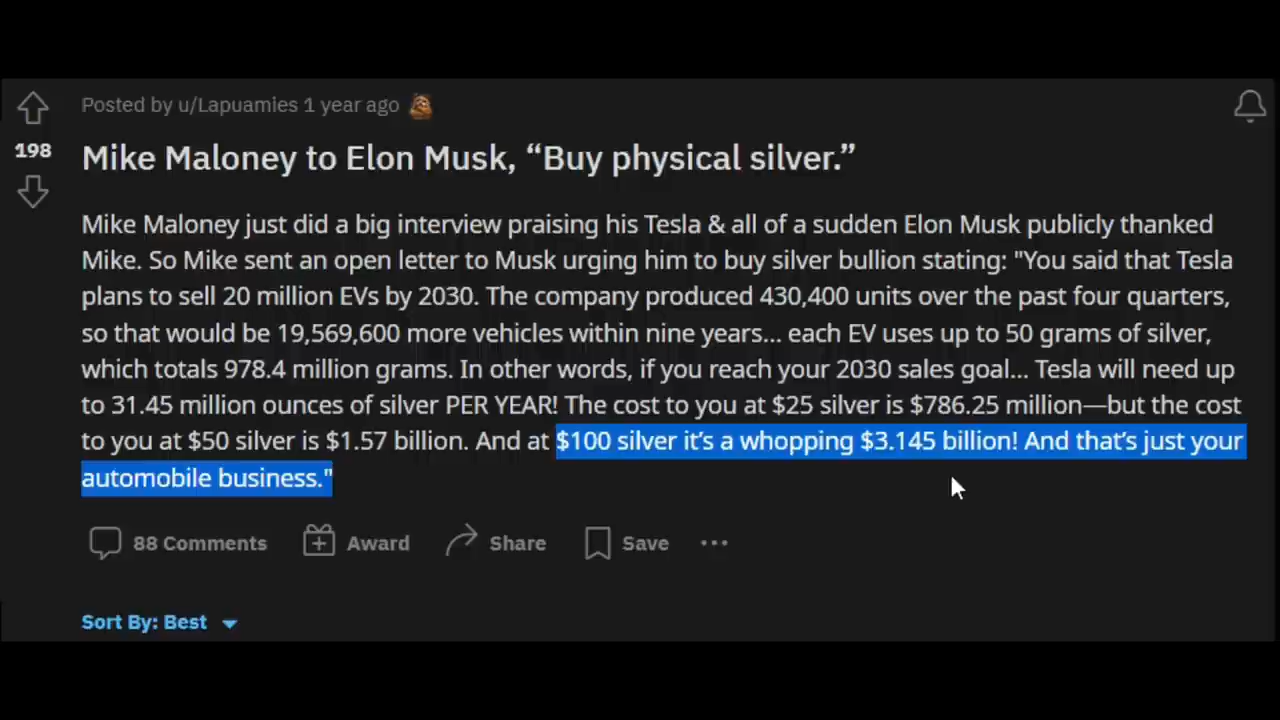 Posted by u/Lapuamies 1 year ago
198
Mike Maloney to Elon Musk, “Buy physical silver.”
Mike Maloney just did a big interview praising his Tesla & all of a sudden Elon Musk publicly thanked
Mike. So Mike sent an open letter to Musk urging him to buy silver bullion stating: "You said that Tesla
plans to sell 20 million EVs by 2030. The company produced 430,400 units over the past four quarters,
so that would be 19,569,600 more vehicles within nine years... each EV uses up to 50 grams of silver,
which totals 978.4 million grams. In other words, if you reach your 2030 sales goal... Tesla will need up
to 31.45 million ounces of silver PER YEAR! The cost to you at $25 silver is $786.25 million—but the cost
to you at $50 silver is $1.57 billion. And at $100 silver it’s a whopping $3.145 billion! And that’s just your
automobile business."
88 Comments Award Share Save
Sort By: Best